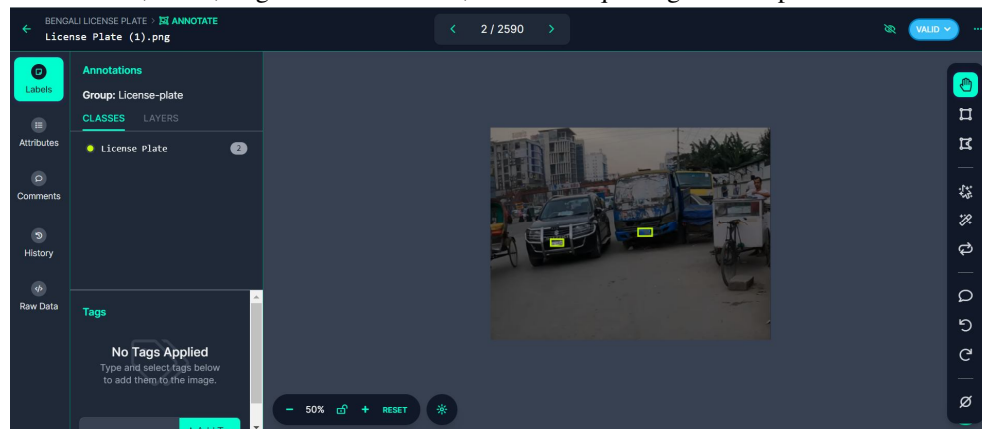 BENGALI LICENSE PLATE > ANNOTATE
License Plate (1).png
2 / 2590
VALID
Labels
Attributes
Comments
History
Raw Data
Annotations
Group: License-plate
CLASSES LAYERS
License Plate 2
Tags
No Tags Applied
Type and select tags below
to add them to the image.
50% + RESET